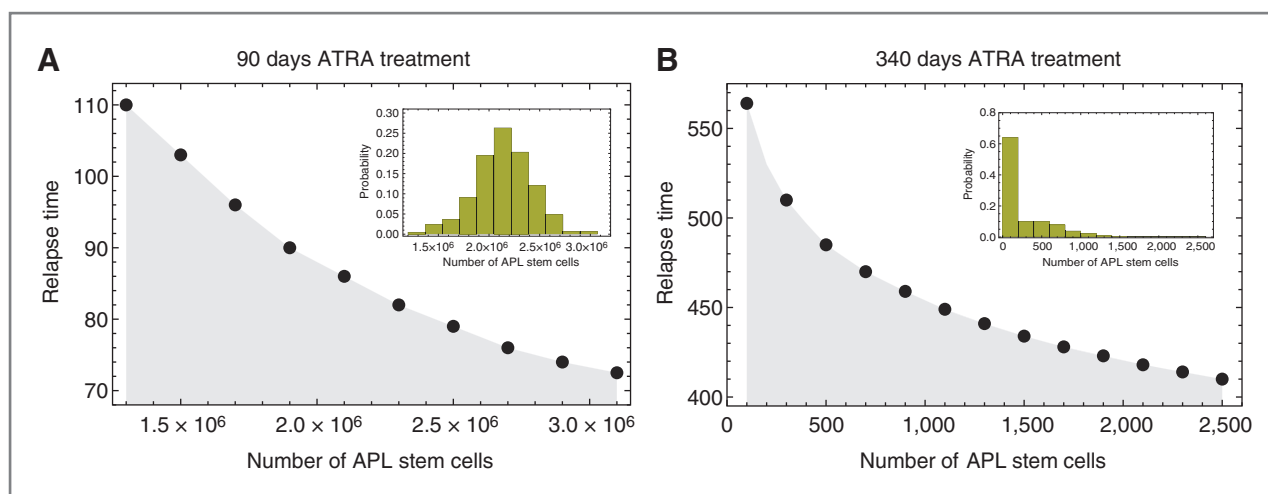 A
90 days ATRA treatment
Relapse time
110
100
90
80
70
1.5 × 10⁶
2.0 × 10⁶
2.5 × 10⁶
3.0 × 10⁶
Number of APL stem cells
Probability
0.30
0.25
0.20
0.15
0.10
0.05
0.00
1.5×10⁶
2.0×10⁶
2.5×10⁶
3.0×10⁶
Number of APL stem cells
B
340 days ATRA treatment
Relapse time
550
500
450
400
0
500
1,000
1,500
2,000
2,500
Number of APL stem cells
Probability
0.8
0.6
0.4
0.2
0.0
0
500
1,000
1,500
2,000
2,500
Number of APL stem cells